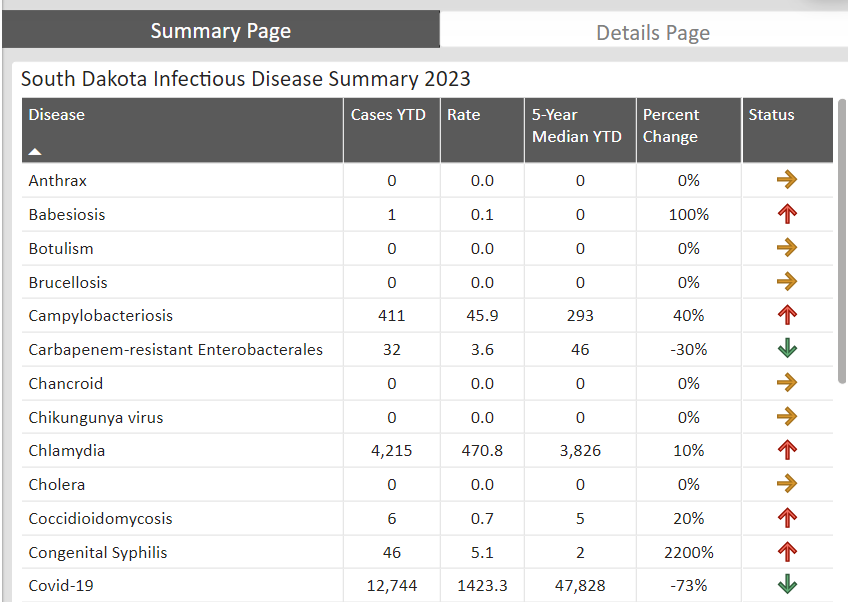 Summary Page Details Page
South Dakota Infectious Disease Summary 2023
Disease Cases YTD Rate 5-Year Median YTD Percent Change Status
Anthrax 0 0.0 0 0%
Babesiosis 1 0.1 0 100%
Botulism 0 0.0 0 0%
Brucellosis 0 0.0 0 0%
Campylobacteriosis 411 45.9 293 40%
Carbapenem-resistant Enterobacterales 32 3.6 46 -30%
Chancroid 0 0.0 0 0%
Chikungunya virus 0 0.0 0 0%
Chlamydia 4,215 470.8 3,826 10%
Cholera 0 0.0 0 0%
Coccidioidomycosis 6 0.7 5 20%
Congenital Syphilis 46 5.1 2 2200%
Covid-19 12,744 1423.3 47,828 -73%